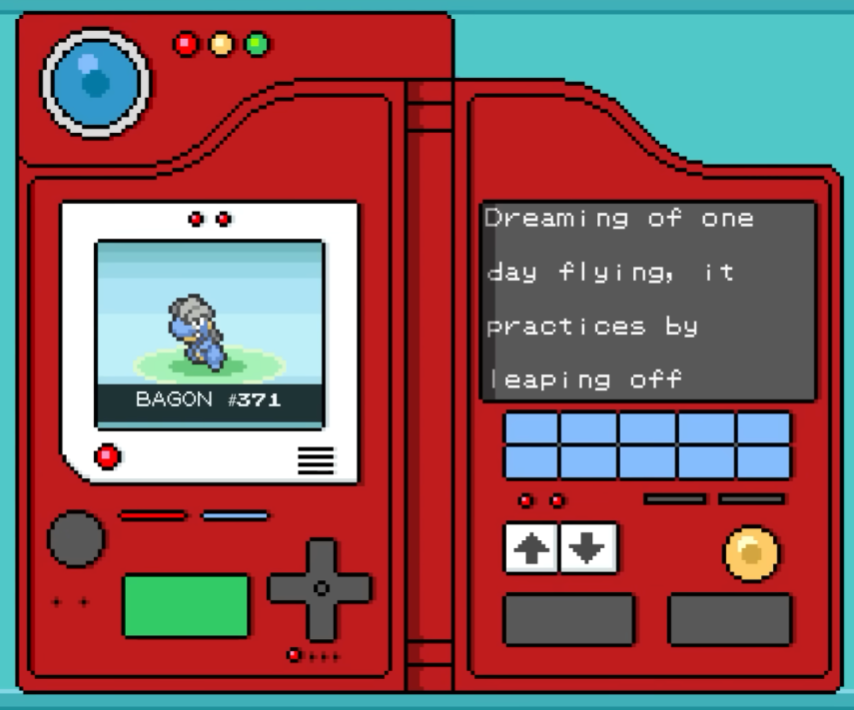 BAGON #371
Dreaming of one
day flying, it
practices by
leaping off